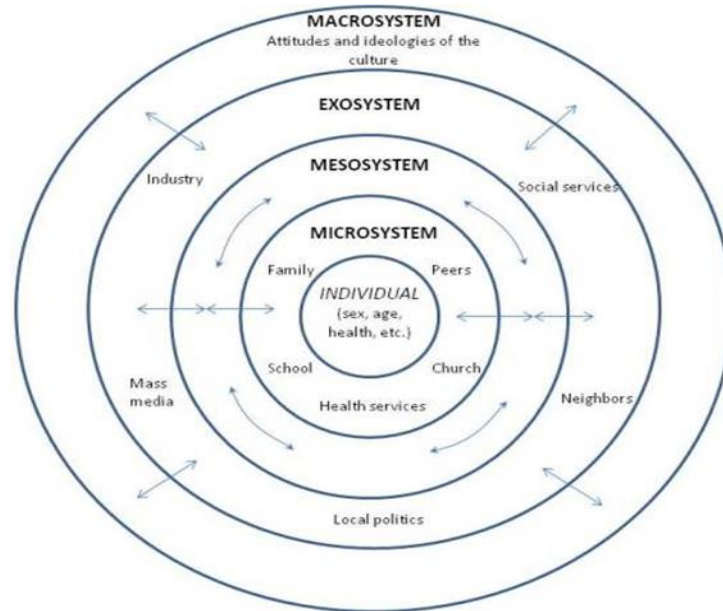 MACROSYSTEM
Attitudes and ideologies of the
culture
EXOSYSTEM
MESOSYSTEM
Industry
Social services
MICROSYSTEM
Family
Peers
INDIVIDUAL
(sex, age,
health, etc.)
School
Church
Mass
media
Neighbors
Health services
Local politics